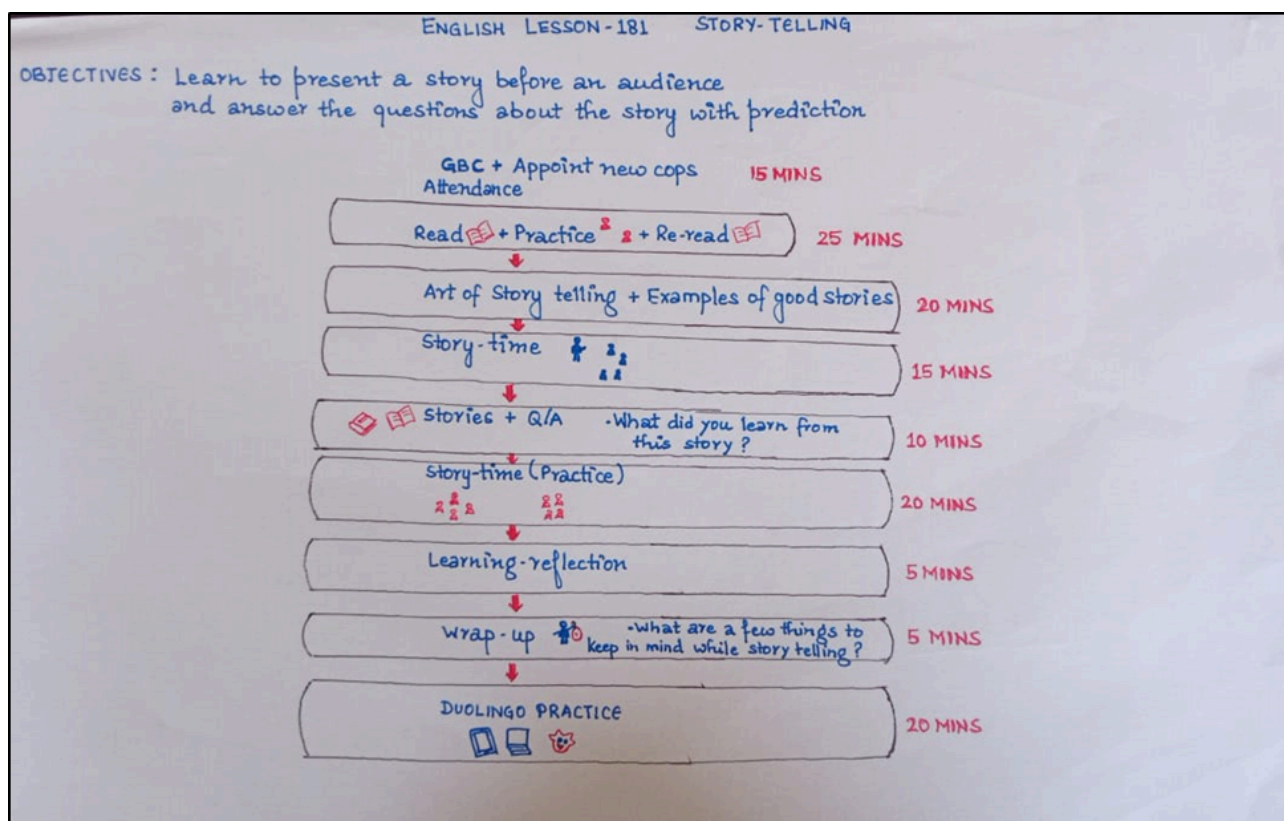 ENGLISH LESSON-181 STORY-TELLING
OBJECTIVES: Learn to present a story before an audience
and answer the questions about the story with prediction
GBC + Appoint new cops 15 MINS
Attendance
Read + Practice + Re-read 25 MINS
Art of Story telling + Examples of good stories 20 MINS
Story-time 15 MINS
Stories + Q/A -What did you learn from
this story? 10 MINS
Story-time (Practice)
20 MINS
Learning-reflection 5 MINS
Wrap-up -What are a few things to
keep in mind while story telling? 5 MINS
DUOLINGO PRACTICE
20 MINS